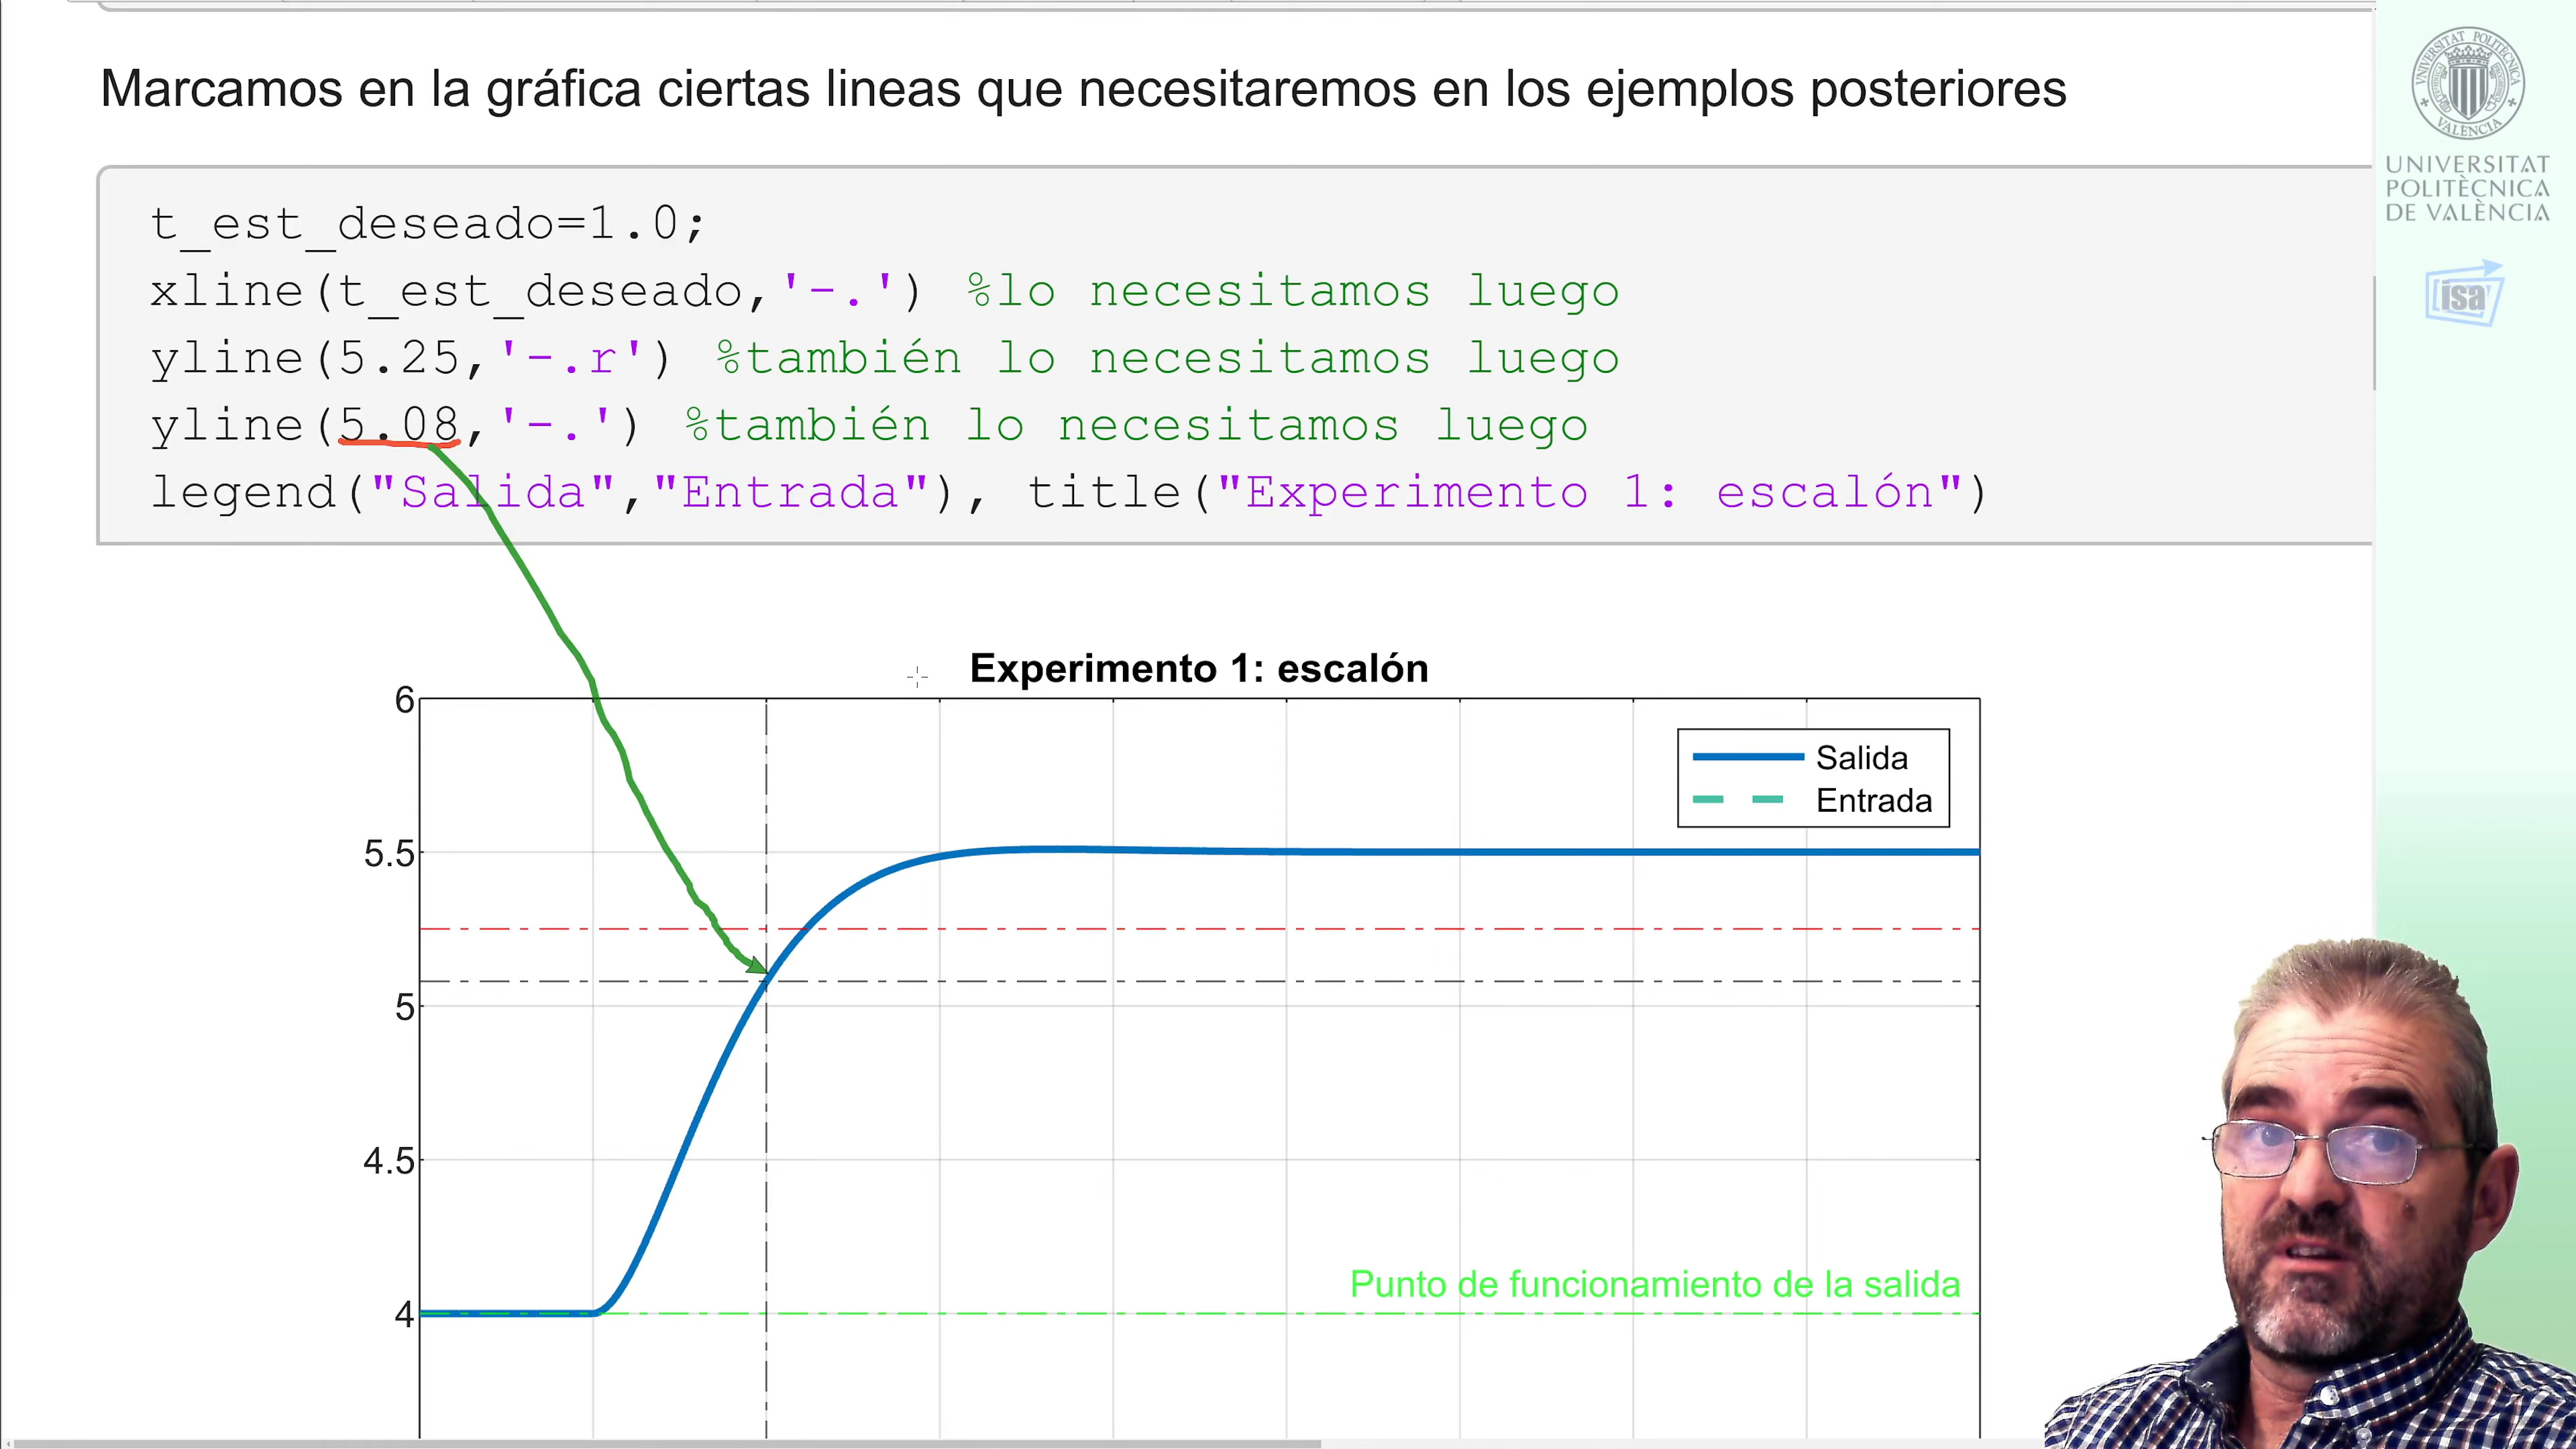 Marcamos en la gráfica ciertas lineas que necesitaremos en los ejemplos posteriores
t_est_deseado=1.0;
xline(t_est_deseado,'-.') %lo necesitamos luego
yline(5.25,'-.r') %también lo necesitamos luego
yline(5.08,'-.') %también lo necesitamos luego
legend("Salida","Entrada"), title("Experimento 1: escalón")
Experimento 1: escalón
6
5.5
5
4.5
4
Salida
Entrada
Punto de funcionamiento de la salida
UNIVERSITAT
POLITÈCNICA
DE VALÈNCIA
isa
UNIVERSITAT POLITÈCNICA
VALÈNCIA